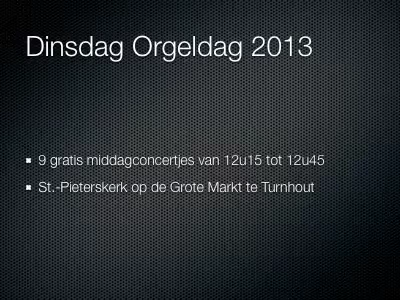 Dinsdag Orgeldag 2013
9 gratis middagconcertjes van 12u15 tot 12u45
St.-Pieterskerk op de Grote Markt te Turnhout